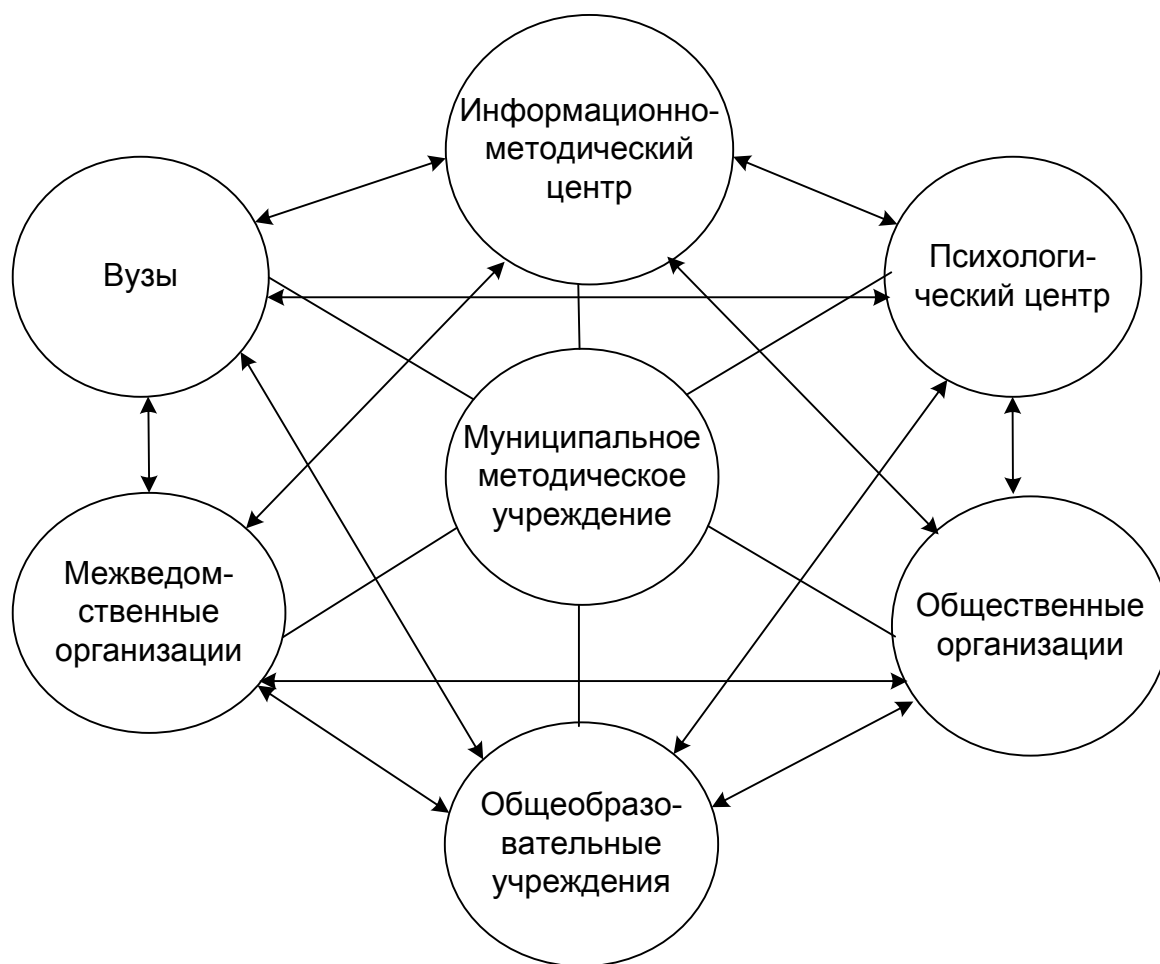 Информационно-
методический
центр
Вузы
Психологи-
ческий центр
Муниципальное
методическое
учреждение
Межведом-
ственные
организации
Общественные
организации
Общеобразо-
вательные
учреждения